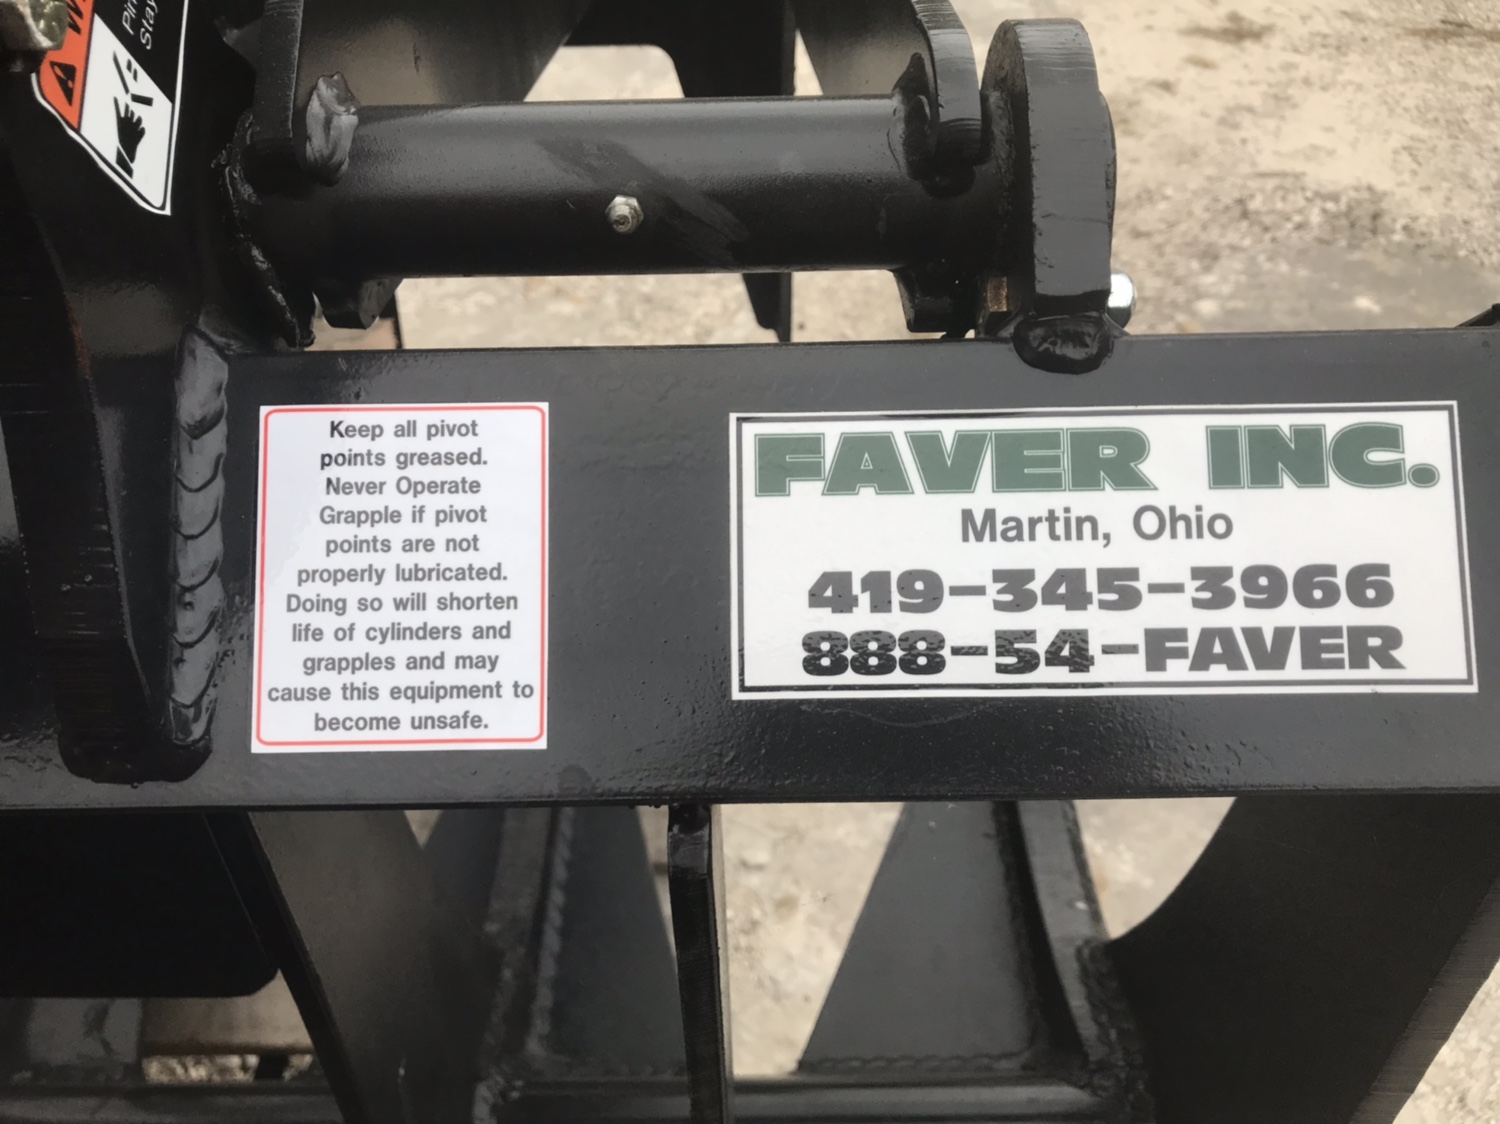 Pin
Stay
Keep all pivot
points greased.
Never Operate
Grapple if pivot
points are not
properly lubricated.
Doing so will shorten
life of cylinders and
grapples and may
cause this equipment to
become unsafe.
FAVER INC.
Martin, Ohio
419-345-3966
888-54-FAVER